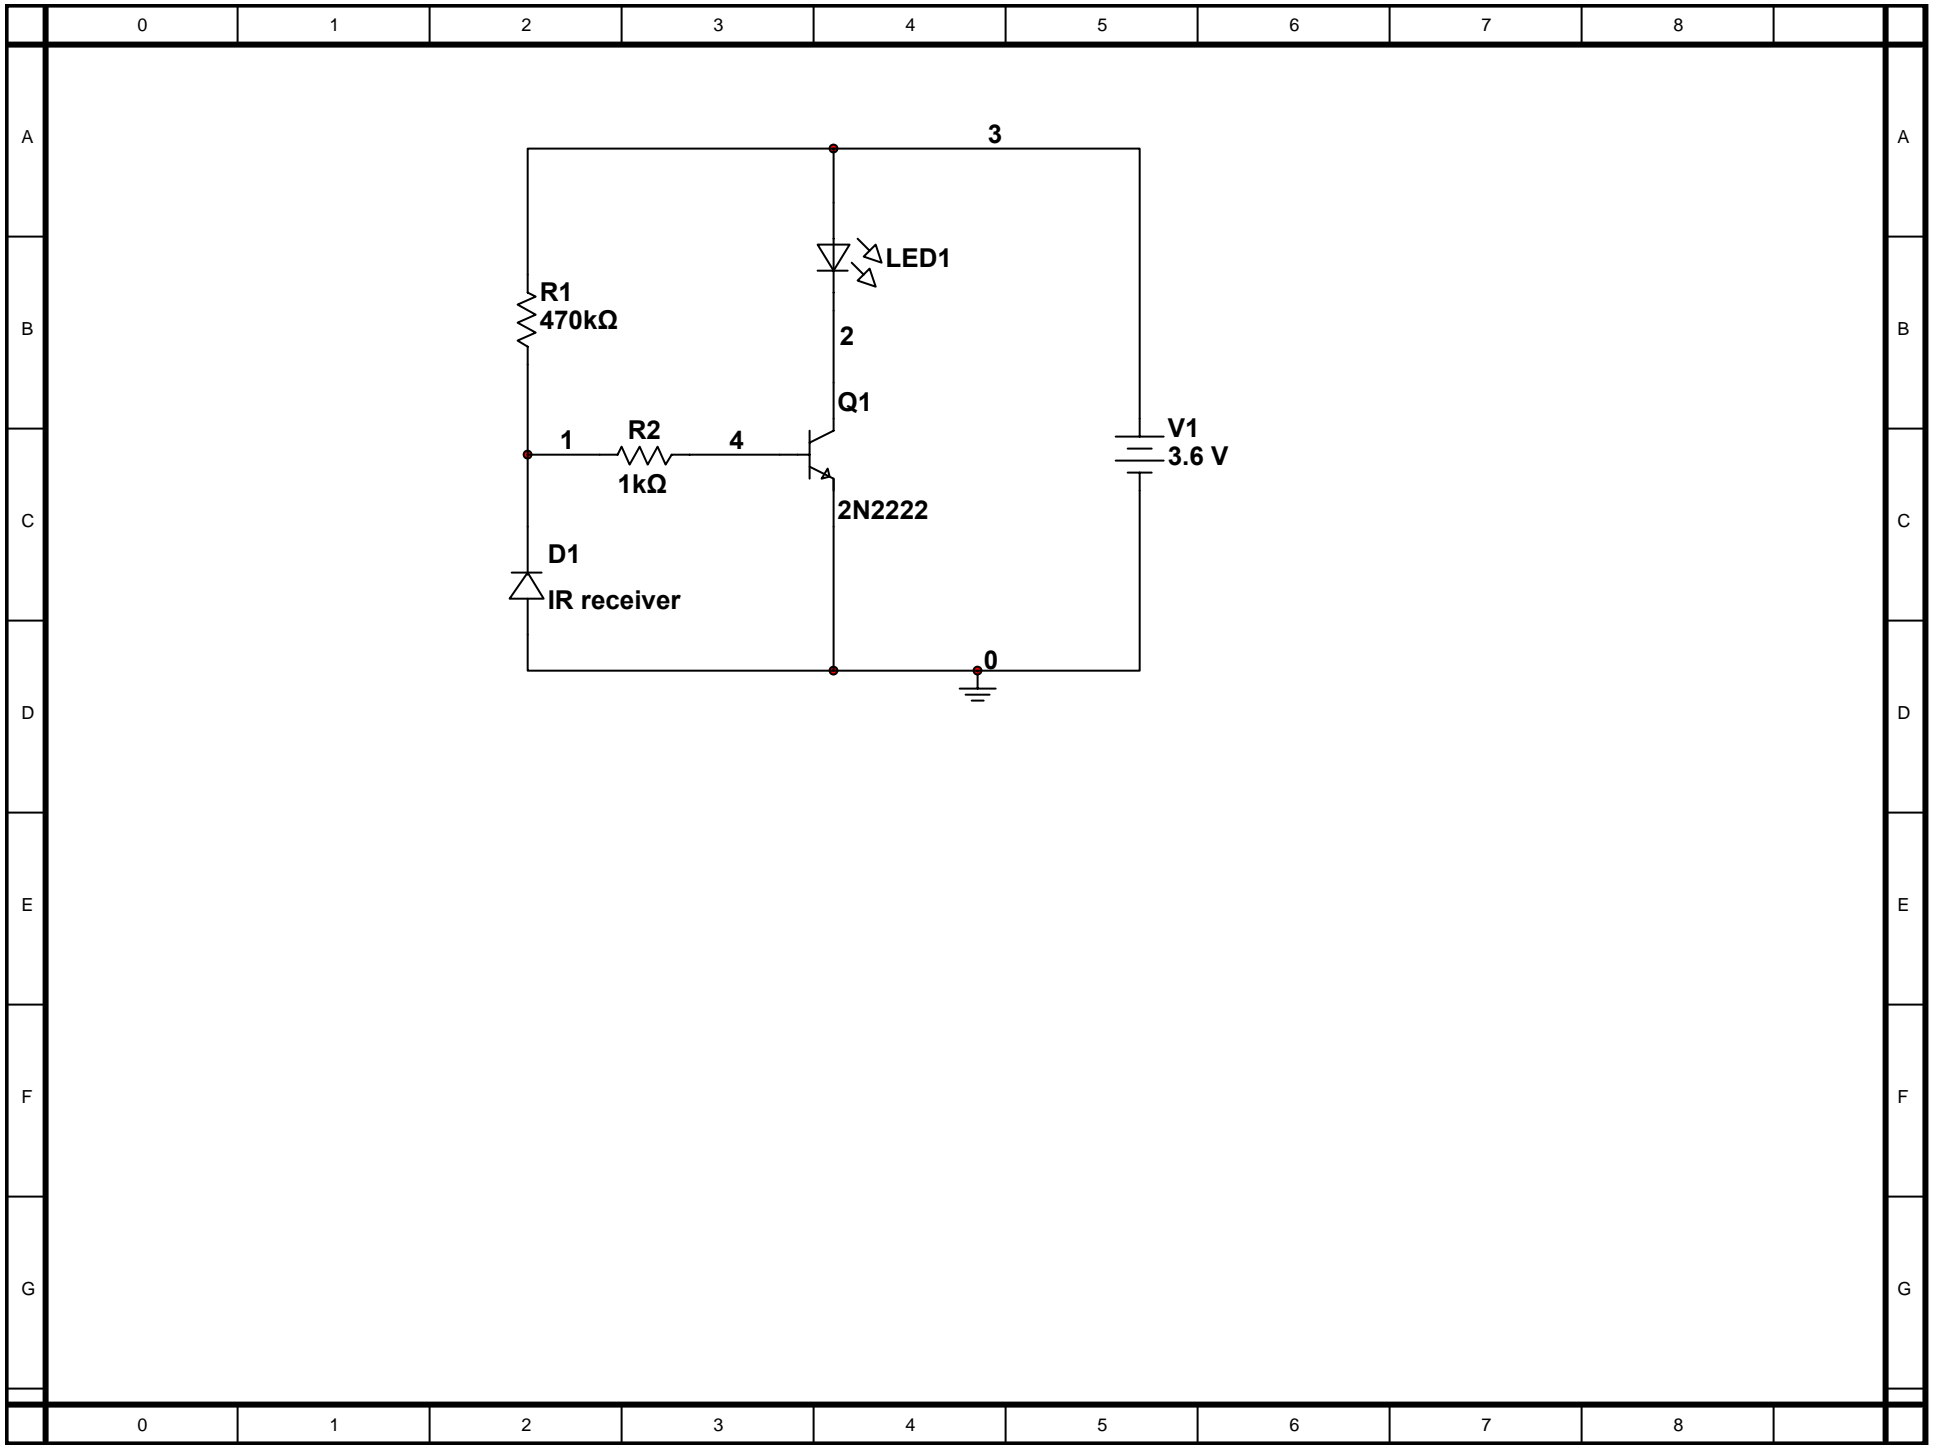 0 1 2 3 4 5 6 7 8
A A
3
LED1
R1
470kΩ
B B
2
Q1
1 R2 4
1kΩ
V1
3.6 V
2N2222
C C
D1
IR receiver
0
D D
E E
F F
G G
0 1 2 3 4 5 6 7 8